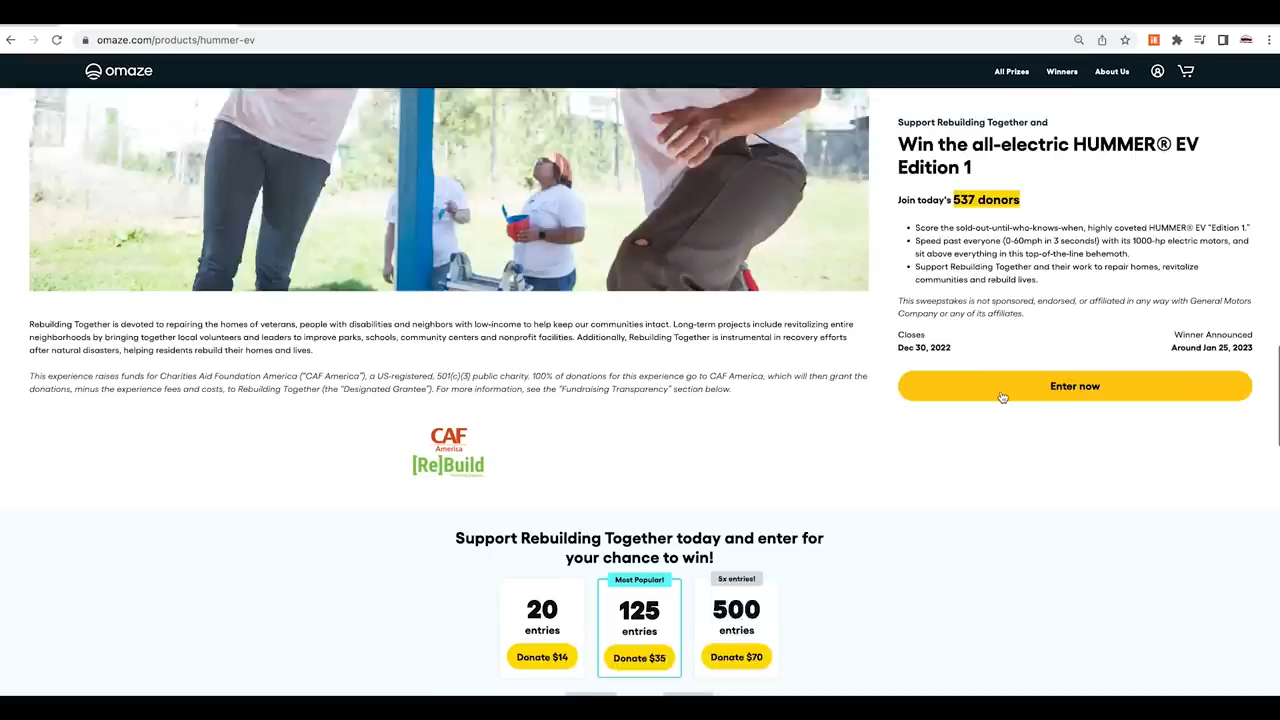 omaze.com/products/hummer-ev
omaze
All Prizes
Winners
About Us
Support Rebuilding Together and
Win the all-electric HUMMER® EV
Edition 1
Join today's 537 donors
• Score the sold-out-until-who-knows-when, highly coveted HUMMER® EV "Edition 1."
• Speed past everyone (0-60mph in 3 seconds!) with its 1000-hp electric motors, and
sit above everything in this top-of-the-line behemoth.
• Support Rebuilding Together and their work to repair homes, revitalize
communities and rebuild lives.
This sweepstakes is not sponsored, endorsed, or affiliated in any way with General Motors
Company or any of its affiliates.
Closes
Dec 30, 2022
Winner Announced
Around Jan 25, 2023
Enter now
Rebuilding Together is devoted to repairing the homes of veterans, people with disabilities and neighbors with low-income to help keep our communities intact. Long-term projects include revitalizing entire
neighborhoods by bringing together local volunteers and leaders to improve parks, schools, community centers and nonprofit facilities. Additionally, Rebuilding Together is instrumental in recovery efforts
after natural disasters, helping residents rebuild their homes and lives.
This experience raises funds for Charities Aid Foundation America ("CAF America"), a US-registered, 501(c)(3) public charity. 100% of donations for this experience go to CAF America, which will then grant the
donations, minus the experience fees and costs, to Rebuilding Together (the "Designated Grantee"). For more information, see the "Fundraising Transparency" section below.
CAF
America
[Re]Build
Support Rebuilding Together today and enter for
your chance to win!
20
entries
Donate $14
Most Popular!
125
entries
Donate $35
5x entries!
500
entries
Donate $70